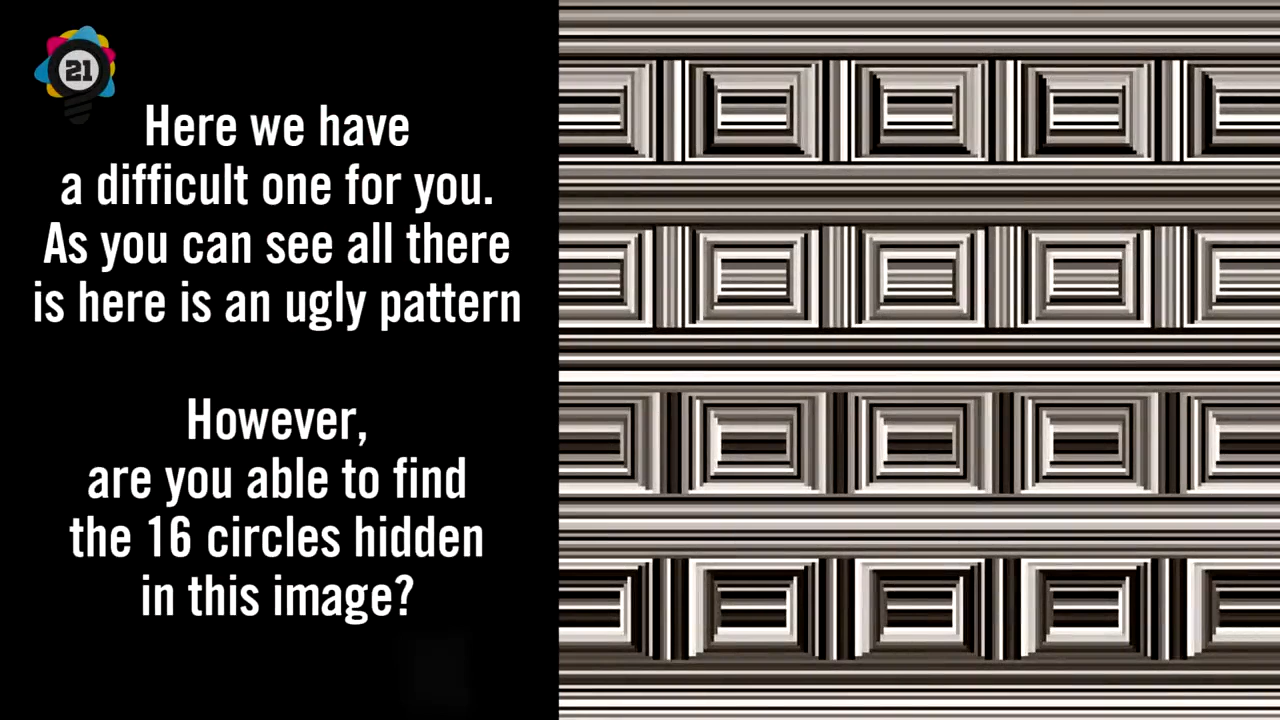 21
Here we have
a difficult one for you.
As you can see all there
is here is an ugly pattern
However,
are you able to find
the 16 circles hidden
in this image?